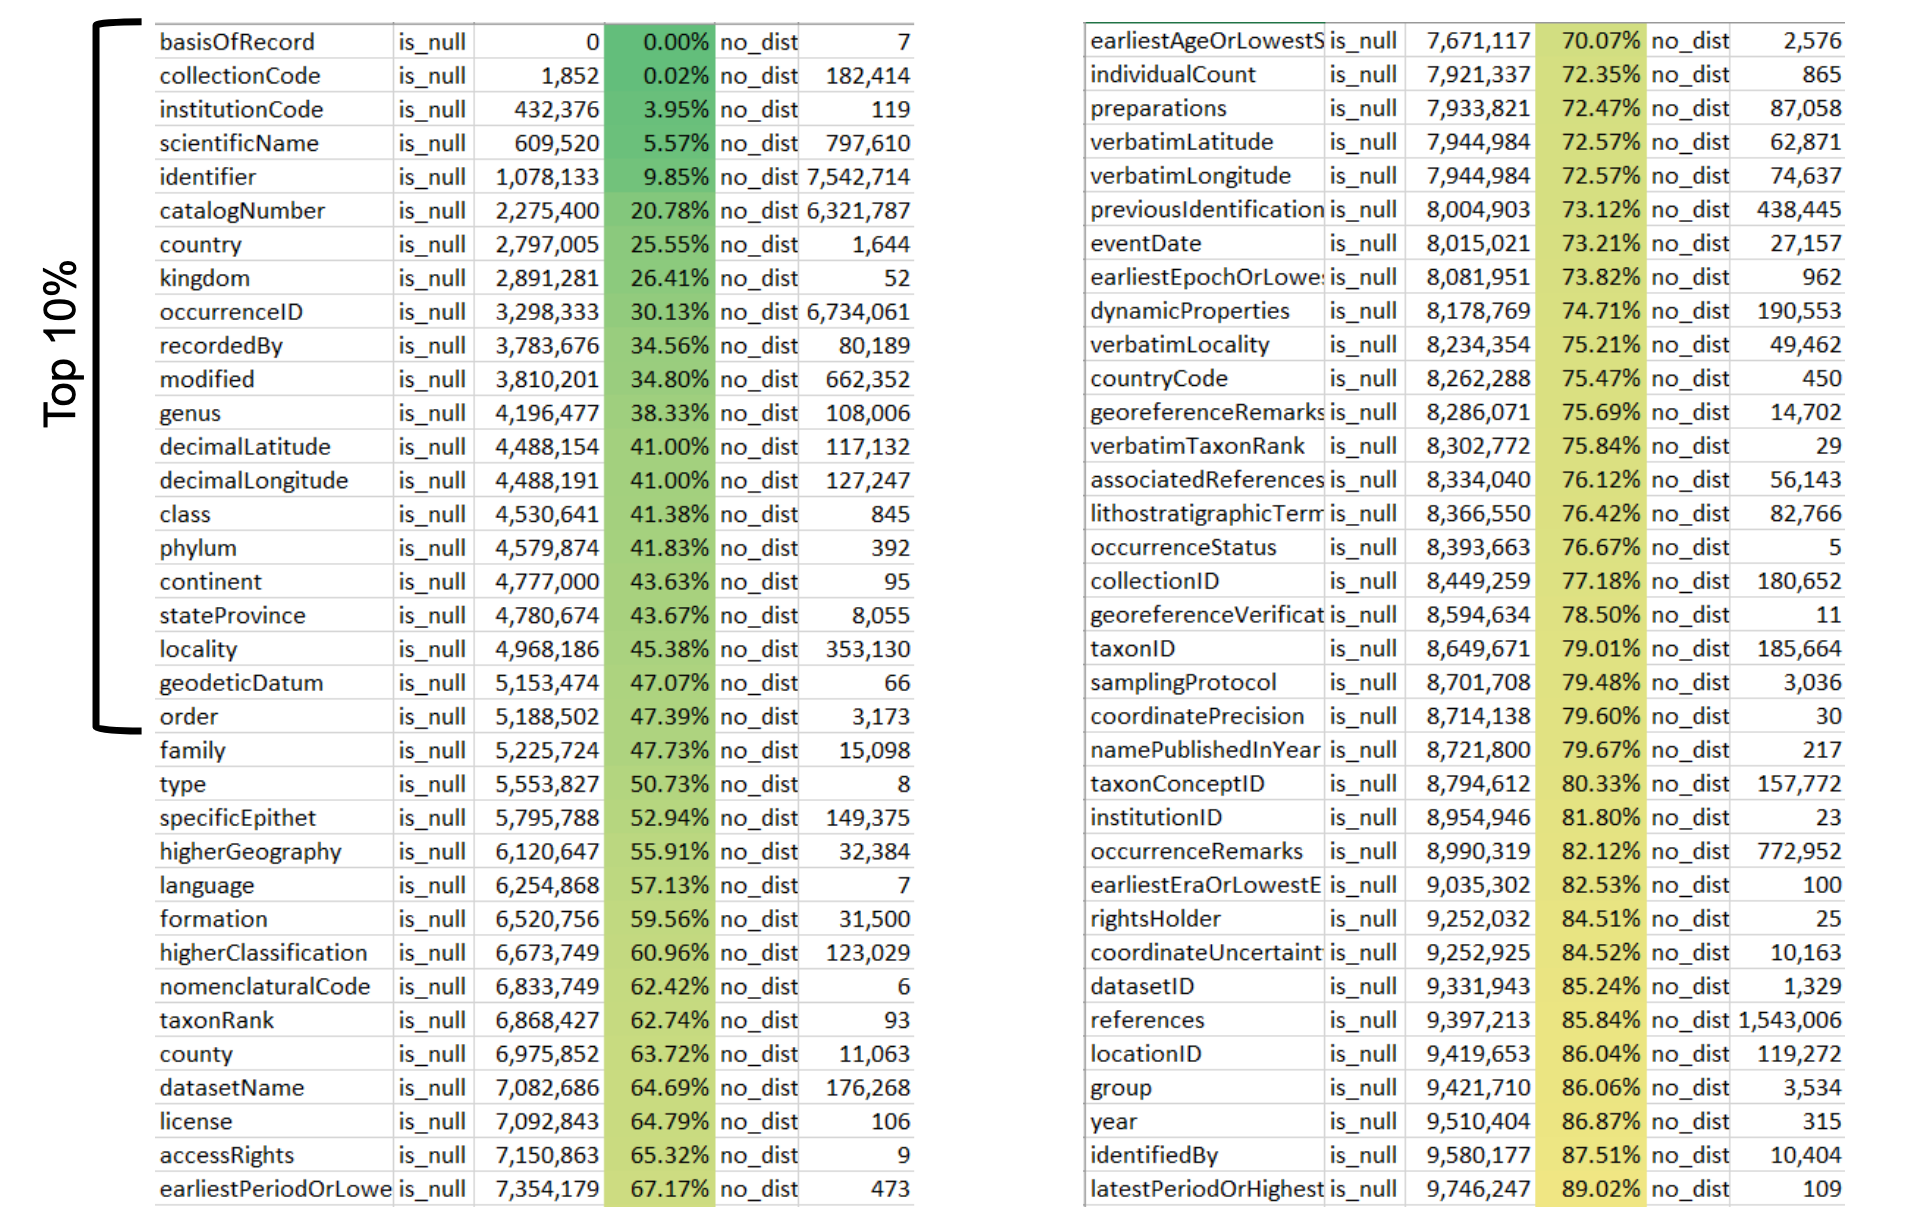 Top 10%
basisOfRecord is_null 0 0.00% no_dist 7
collectionCode is_null 1,852 0.02% no_dist 182,414
institutionCode is_null 432,376 3.95% no_dist 119
scientificName is_null 609,520 5.57% no_dist 797,610
identifier is_null 1,078,133 9.85% no_dist 7,542,714
catalogNumber is_null 2,275,400 20.78% no_dist 6,321,787
country is_null 2,797,005 25.55% no_dist 1,644
kingdom is_null 2,891,281 26.41% no_dist 52
occurrenceID is_null 3,298,333 30.13% no_dist 6,734,061
recordedBy is_null 3,783,676 34.56% no_dist 80,189
modified is_null 3,810,201 34.80% no_dist 662,352
genus is_null 4,196,477 38.33% no_dist 108,006
decimalLatitude is_null 4,488,154 41.00% no_dist 117,132
decimalLongitude is_null 4,488,191 41.00% no_dist 127,247
class is_null 4,530,641 41.38% no_dist 845
phylum is_null 4,579,874 41.83% no_dist 392
continent is_null 4,777,000 43.63% no_dist 95
stateProvince is_null 4,780,674 43.67% no_dist 8,055
locality is_null 4,968,186 45.38% no_dist 353,130
geodeticDatum is_null 5,153,474 47.07% no_dist 66
order is_null 5,188,502 47.39% no_dist 3,173
family is_null 5,225,724 47.73% no_dist 15,098
type is_null 5,553,827 50.73% no_dist 8
specificEpithet is_null 5,795,788 52.94% no_dist 149,375
higherGeography is_null 6,120,647 55.91% no_dist 32,384
language is_null 6,254,868 57.13% no_dist 7
formation is_null 6,520,756 59.56% no_dist 31,500
higherClassification is_null 6,673,749 60.96% no_dist 123,029
nomenclaturalCode is_null 6,833,749 62.42% no_dist 6
taxonRank is_null 6,868,427 62.74% no_dist 93
county is_null 6,975,852 63.72% no_dist 11,063
datasetName is_null 7,082,686 64.69% no_dist 176,268
license is_null 7,092,843 64.79% no_dist 106
accessRights is_null 7,150,863 65.32% no_dist 9
earliestPeriodOrLowe is_null 7,354,179 67.17% no_dist 473
earliestAgeOrLowestS is_null 7,671,117 70.07% no_dist 2,576
individualCount is_null 7,921,337 72.35% no_dist 865
preparations is_null 7,933,821 72.47% no_dist 87,058
verbatimLatitude is_null 7,944,984 72.57% no_dist 62,871
verbatimLongitude is_null 7,944,984 72.57% no_dist 74,637
previousIdentification is_null 8,004,903 73.12% no_dist 438,445
eventDate is_null 8,015,021 73.21% no_dist 27,157
earliestEpochOrLowes is_null 8,081,951 73.82% no_dist 962
dynamicProperties is_null 8,178,769 74.71% no_dist 190,553
verbatimLocality is_null 8,234,354 75.21% no_dist 49,462
countryCode is_null 8,262,288 75.47% no_dist 450
georeferenceRemarks is_null 8,286,071 75.69% no_dist 14,702
verbatimTaxonRank is_null 8,302,772 75.84% no_dist 29
associatedReferences is_null 8,334,040 76.12% no_dist 56,143
lithostratigraphicTerm is_null 8,366,550 76.42% no_dist 82,766
occurrenceStatus is_null 8,393,663 76.67% no_dist 5
collectionID is_null 8,449,259 77.18% no_dist 180,652
georeferenceVerificat is_null 8,594,634 78.50% no_dist 11
taxonID is_null 8,649,671 79.01% no_dist 185,664
samplingProtocol is_null 8,701,708 79.48% no_dist 3,036
coordinatePrecision is_null 8,714,138 79.60% no_dist 30
namePublishedInYear is_null 8,721,800 79.67% no_dist 217
taxonConceptID is_null 8,794,612 80.33% no_dist 157,772
institutionID is_null 8,954,946 81.80% no_dist 23
occurrenceRemarks is_null 8,990,319 82.12% no_dist 772,952
earliestEraOrLowestE is_null 9,035,302 82.53% no_dist 100
rightsHolder is_null 9,252,032 84.51% no_dist 25
coordinateUncertaint is_null 9,252,925 84.52% no_dist 10,163
datasetID is_null 9,331,943 85.24% no_dist 1,329
references is_null 9,397,213 85.84% no_dist 1,543,006
locationID is_null 9,419,653 86.04% no_dist 119,272
group is_null 9,421,710 86.06% no_dist 3,534
year is_null 9,510,404 86.87% no_dist 315
identifiedBy is_null 9,580,177 87.51% no_dist 10,404
latestPeriodOrHighest is_null 9,746,247 89.02% no_dist 109